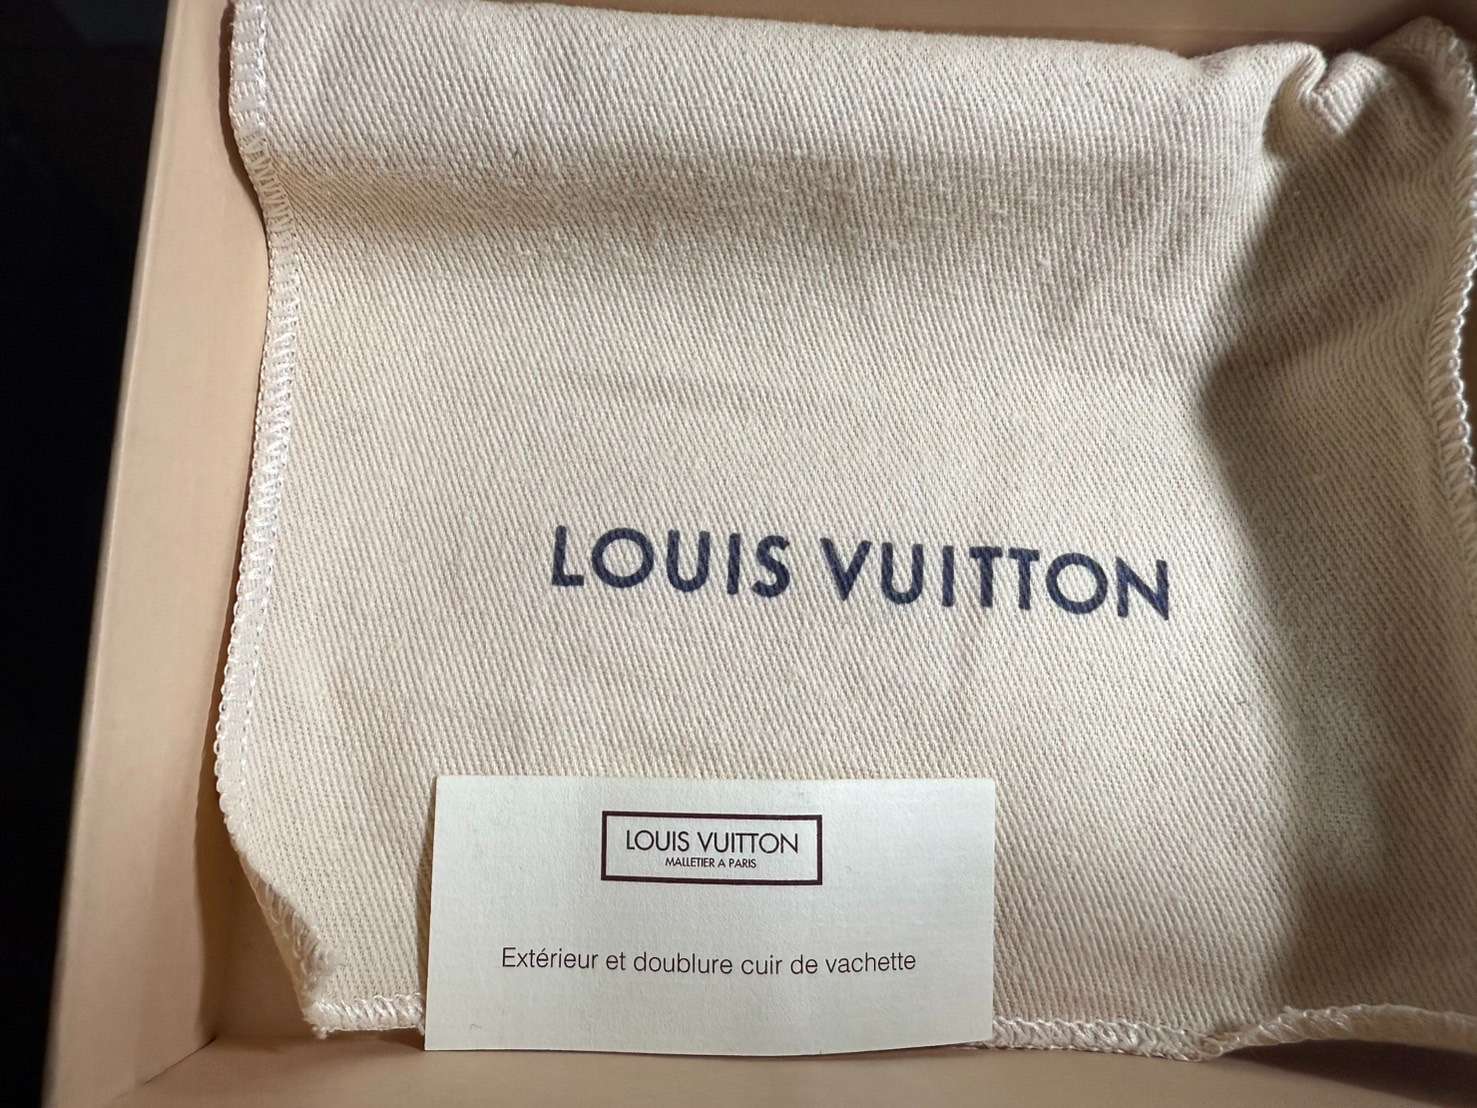 LOUIS VUITTON
LOUIS VUITTON
MALLETIER A PARIS
Extérieur et doublure cuir de vachette